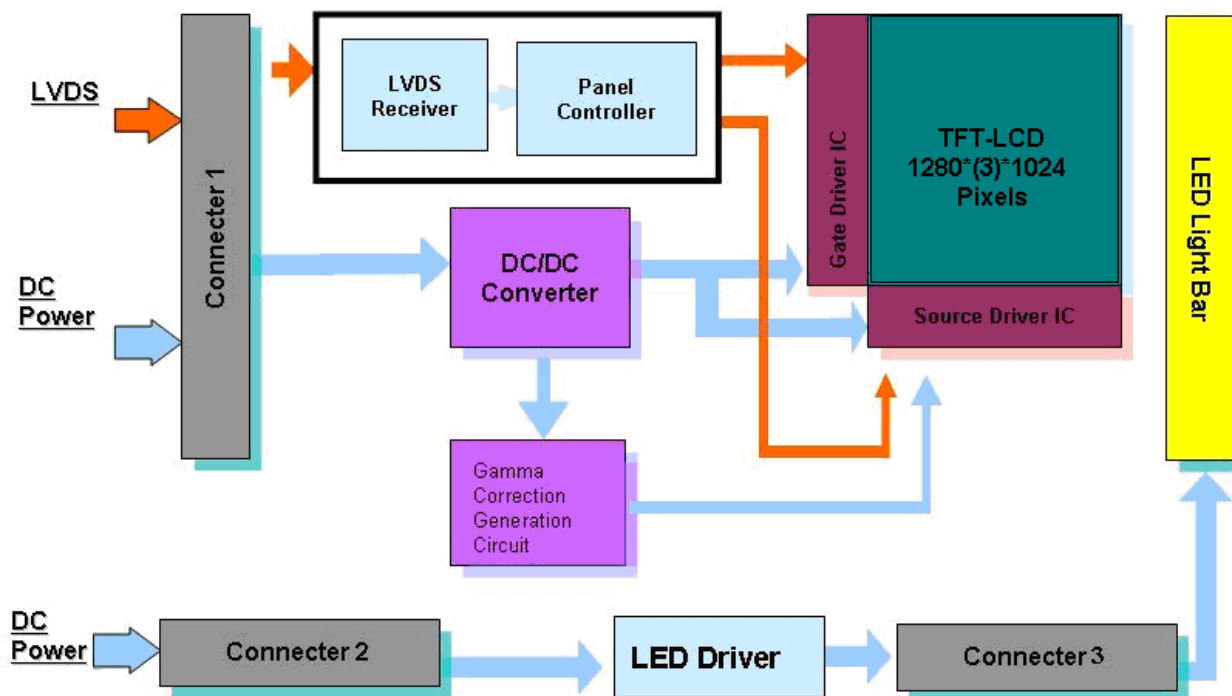 LVDS
DC
Power
Connecter 1
LVDS
Receiver
Panel
Controller
DC/DC
Converter
Gamma
Correction
Generation
Circuit
Gate Driver IC
TFT-LCD
1280*(3)*1024
Pixels
Source Driver IC
LED Light Bar
DC
Power
Connecter 2
LED Driver
Connecter 3